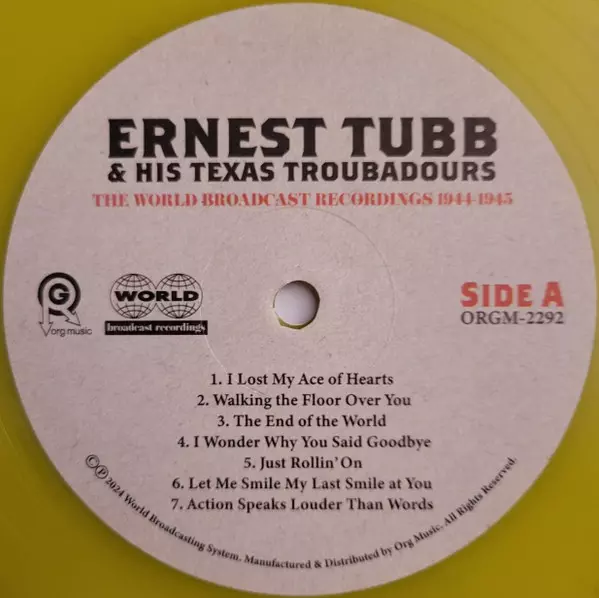 ERNEST TUBB
& HIS TEXAS TROUBADOURS
THE WORLD BROADCAST RECORDINGS 1944-1945
org music
WORLD
broadcast recordings
SIDE A
ORGM-2292
1. I Lost My Ace of Hearts
2. Walking the Floor Over You
3. The End of the World
4. I Wonder Why You Said Goodbye
5. Just Rollin' On
6. Let Me Smile My Last Smile at You
7. Action Speaks Louder Than Words
©℗ 2024 World Broadcasting System. Manufactured & Distributed by Org Music. All Rights Reserved.